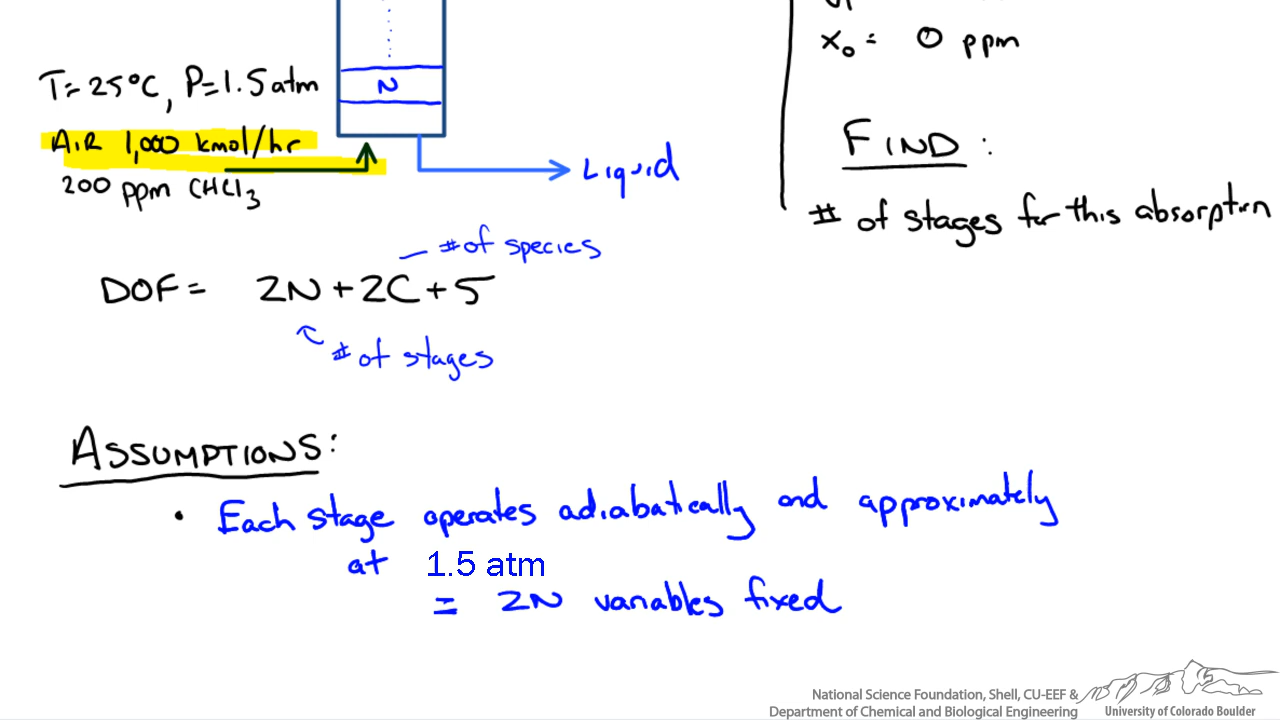 x₀ = 0 ppm
T=25°C, P=1.5 atm
N
AIR 1,000 kmol/hr
200 ppm CHCl₃
Liquid
FIND:
# of stages for this absorption
# of species
DOF = 2N+2C+5
# of stages
ASSUMPTIONS:
• Each stage operates adiabatically and approximately
at 1.5 atm
= 2N variables fixed
National Science Foundation, Shell, CU-EEF &
Department of Chemical and Biological Engineering
University of Colorado Boulder